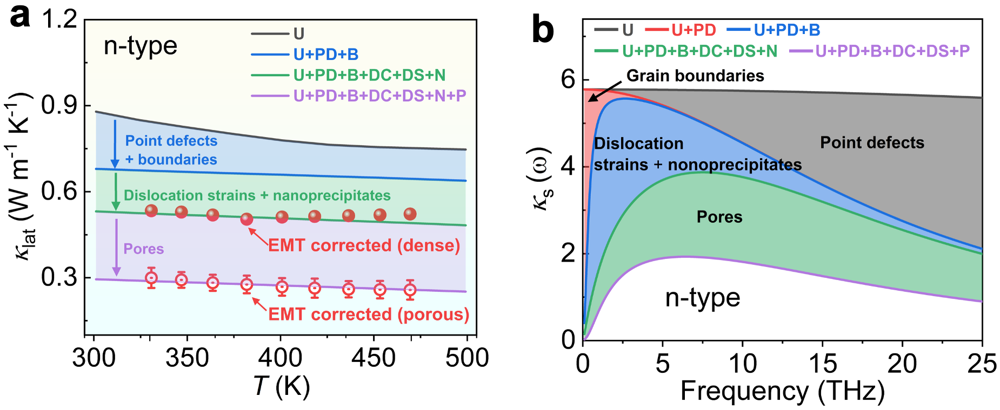 a
n-type
U
U+PD+B
U+PD+B+DC+DS+N
U+PD+B+DC+DS+N+P
Point defects
+ boundaries
Dislocation strains + nanoprecipitates
Pores
EMT corrected (dense)
EMT corrected (porous)
1.2
0.9
0.6
0.3
κlat (W m-1 K-1)
300 350 400 450 500
T (K)
b
U U+PD U+PD+B
U+PD+B+DC+DS+N U+PD+B+DC+DS+P
Grain boundaries
Dislocation
strains + nonoprecipitates
Point defects
Pores
n-type
6
4
2
0
κs (ω)
0 5 10 15 20 25
Frequency (THz)